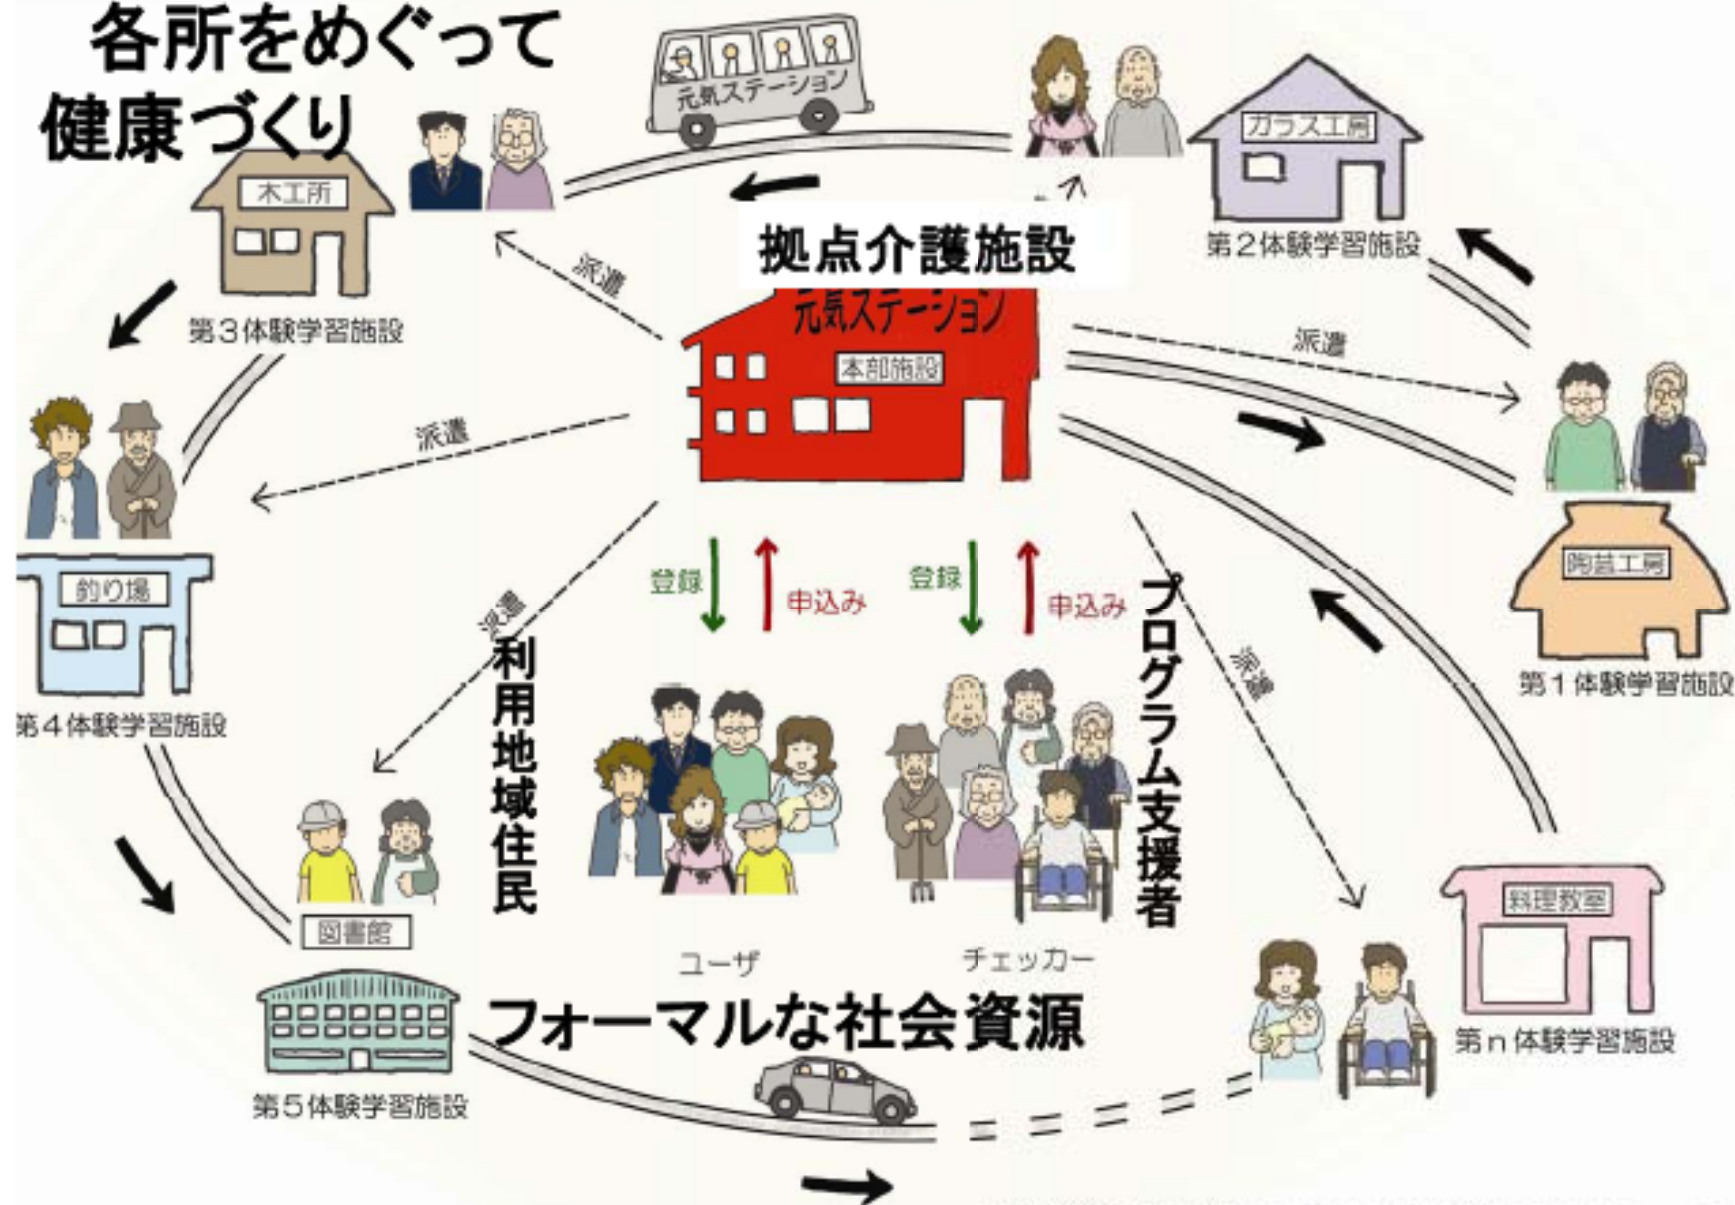 各所をめぐって
健康づくり
元気ステーション
ガラス工房
第2体験学習施設
木工所
第3体験学習施設
拠点介護施設
元気ステーション
本部施設
派遣
派遣
派遣
派遣
派遣
陶芸工房
第1体験学習施設
釣り場
第4体験学習施設
登録
申込み
登録
申込み
利用地域住民
プログラム支援者
図書館
第5体験学習施設
ユーザ
チェッカー
フォーマルな社会資源
料理教室
第n体験学習施設